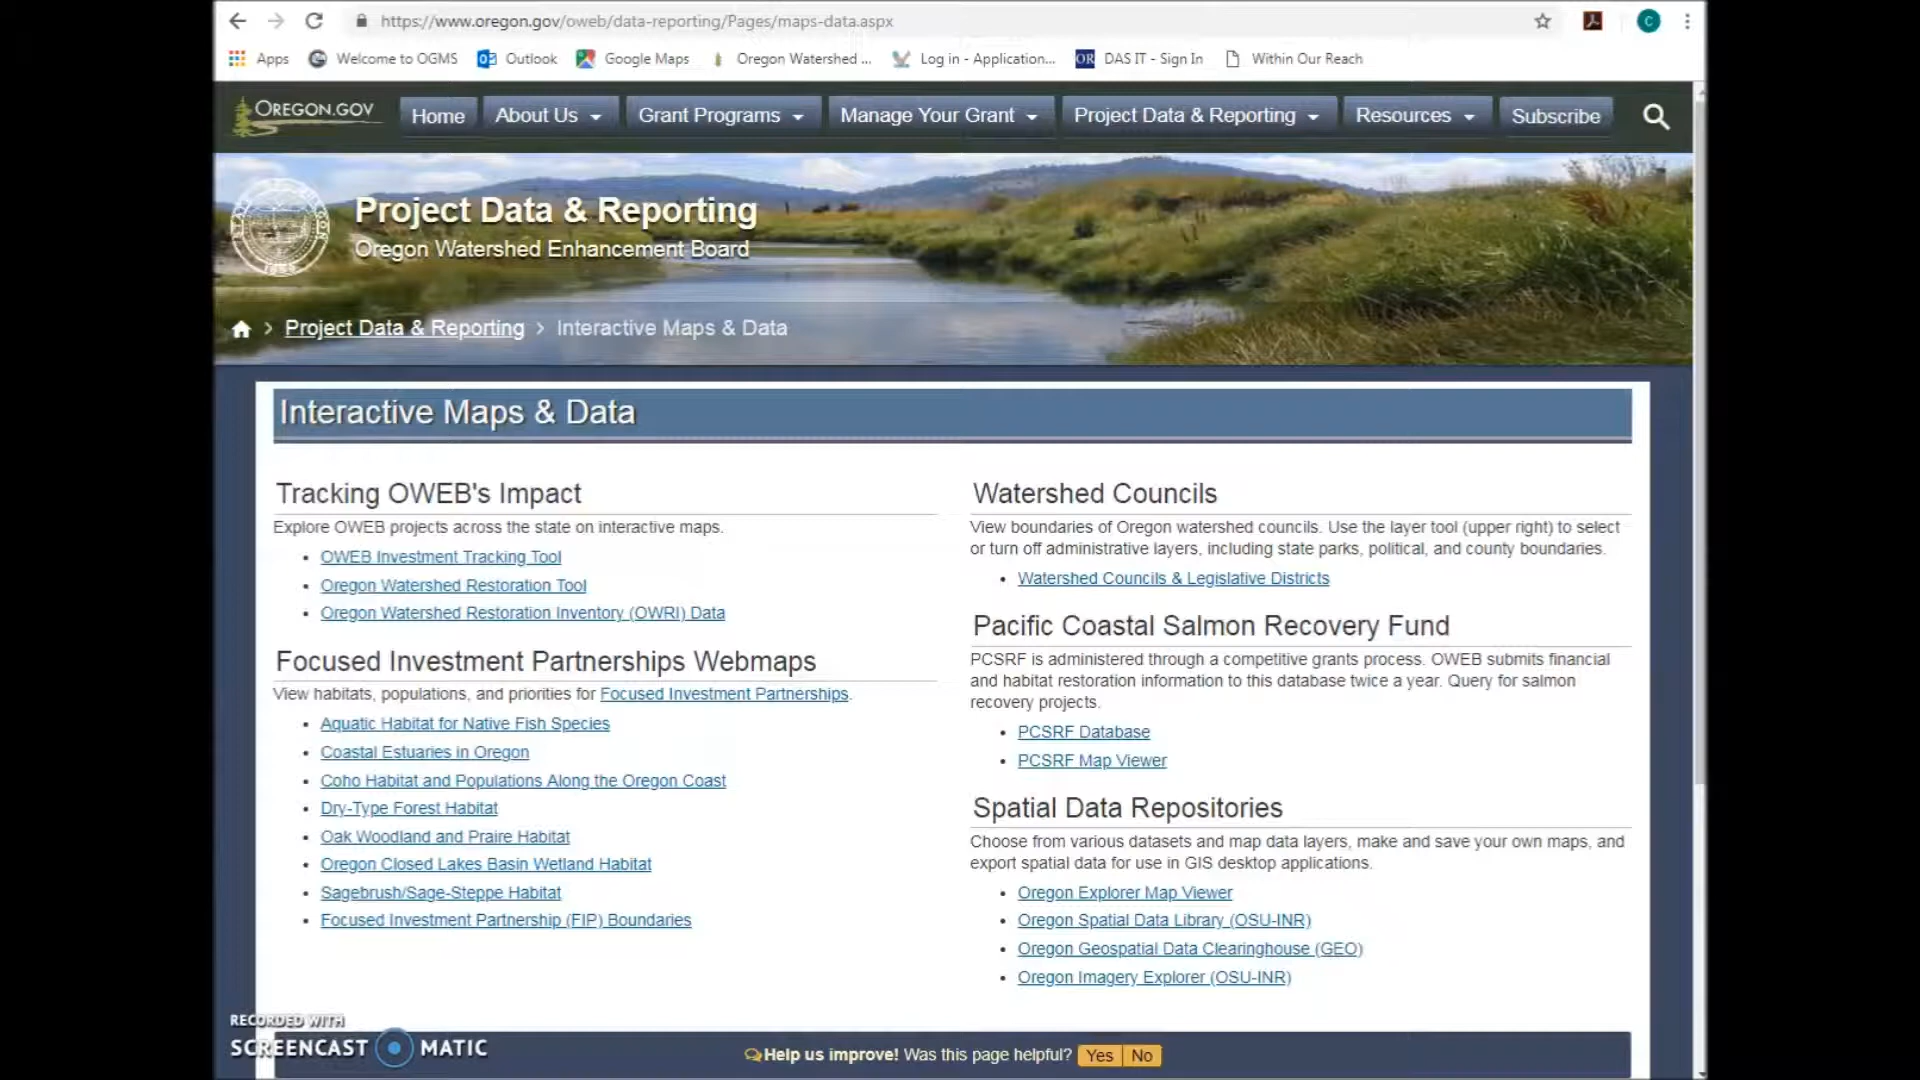 https://www.oregon.gov/oweb/data-reporting/Pages/maps-data.aspx
C
Apps Welcome to OGMS Outlook Google Maps Oregon Watershed ... Log in - Application... OR DAS IT - Sign In Within Our Reach
OREGON.GOV Home About Us Grant Programs Manage Your Grant Project Data & Reporting Resources Subscribe
Project Data & Reporting
Oregon Watershed Enhancement Board
Project Data & Reporting > Interactive Maps & Data
Interactive Maps & Data
Tracking OWEB's Impact
Explore OWEB projects across the state on interactive maps.
• OWEB Investment Tracking Tool
• Oregon Watershed Restoration Tool
• Oregon Watershed Restoration Inventory (OWRI) Data
Focused Investment Partnerships Webmaps
View habitats, populations, and priorities for Focused Investment Partnerships.
• Aquatic Habitat for Native Fish Species
• Coastal Estuaries in Oregon
• Coho Habitat and Populations Along the Oregon Coast
• Dry-Type Forest Habitat
• Oak Woodland and Praire Habitat
• Oregon Closed Lakes Basin Wetland Habitat
• Sagebrush/Sage-Steppe Habitat
• Focused Investment Partnership (FIP) Boundaries
Watershed Councils
View boundaries of Oregon watershed councils. Use the layer tool (upper right) to select
or turn off administrative layers, including state parks, political, and county boundaries.
• Watershed Councils & Legislative Districts
Pacific Coastal Salmon Recovery Fund
PCSRF is administered through a competitive grants process. OWEB submits financial
and habitat restoration information to this database twice a year. Query for salmon
recovery projects.
• PCSRF Database
• PCSRF Map Viewer
Spatial Data Repositories
Choose from various datasets and map data layers, make and save your own maps, and
export spatial data for use in GIS desktop applications.
• Oregon Explorer Map Viewer
• Oregon Spatial Data Library (OSU-INR)
• Oregon Geospatial Data Clearinghouse (GEO)
• Oregon Imagery Explorer (OSU-INR)
RECORDED WITH
SCREENCAST MATIC
Help us improve! Was this page helpful? Yes No